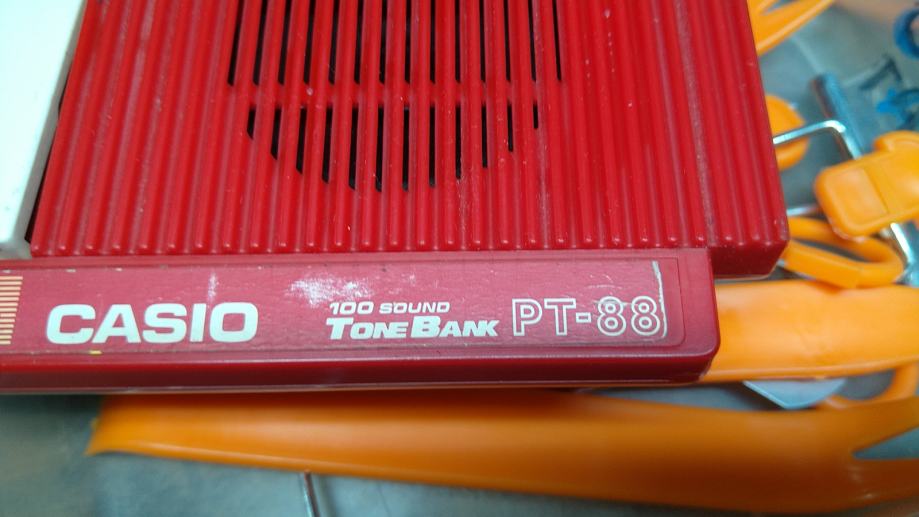 CASIO
100 SOUND
TONE BANK PT-88